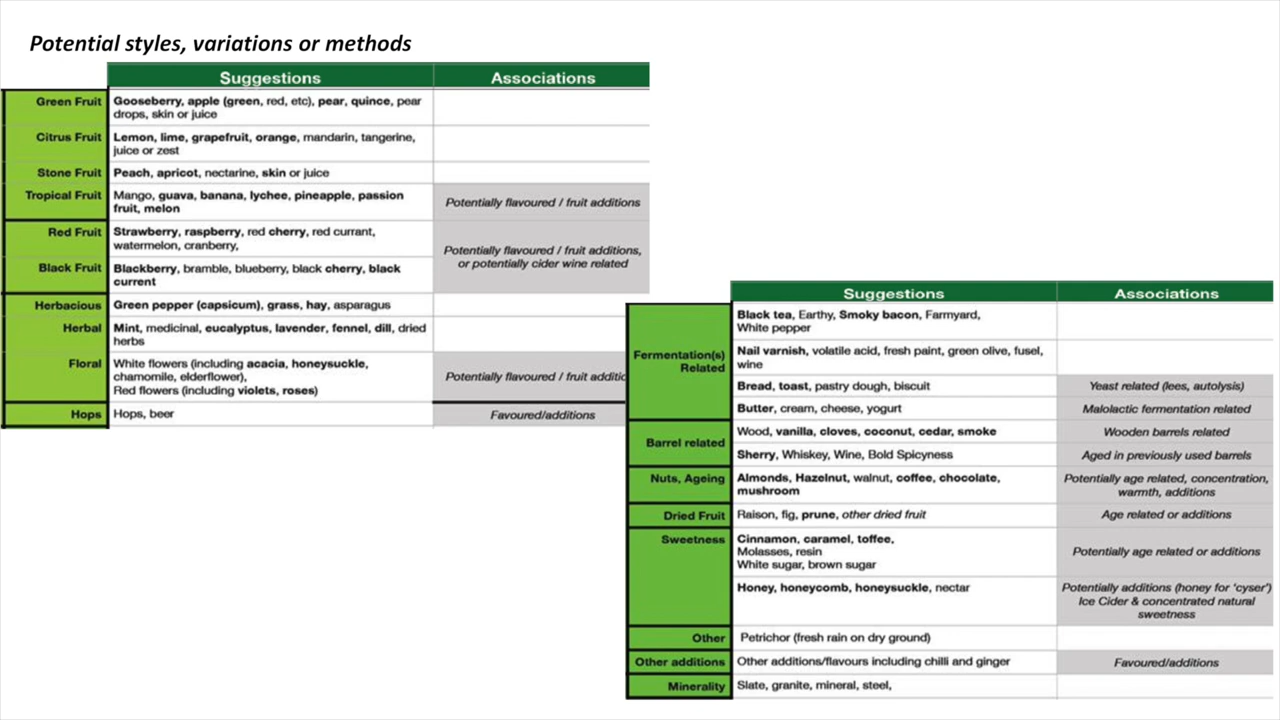 Potential styles, variations or methods
Suggestions Associations
Green Fruit Gooseberry, apple (green, red, etc), pear, quince, pear
drops, skin or juice
Citrus Fruit Lemon, lime, grapefruit, orange, mandarin, tangerine,
juice or zest
Stone Fruit Peach, apricot, nectarine, skin or juice
Tropical Fruit Mango, guava, banana, lychee, pineapple, passion
fruit, melon
Potentially flavoured / fruit additions
Red Fruit Strawberry, raspberry, red cherry, red currant,
watermelon, cranberry,
Potentially flavoured / fruit additions,
or potentially cider wine related
Black Fruit Blackberry, bramble, blueberry, black cherry, black
current
Herbacious Green pepper (capsicum), grass, hay, asparagus
Herbal Mint, medicinal, eucalyptus, lavender, fennel, dill, dried
herbs
Floral White flowers (including acacia, honeysuckle,
chamomile, elderflower),
Red flowers (including violets, roses)
Potentially flavoured / fruit additic
Hops Hops, beer Favoured/additions
Suggestions Associations
Fermentation(s)
Related
Black tea, Earthy, Smoky bacon, Farmyard,
White pepper
Nail varnish, volatile acid, fresh paint, green olive, fusel,
wine
Bread, toast, pastry dough, biscuit Yeast related (lees, autolysis)
Butter, cream, cheese, yogurt Malolactic fermentation related
Barrel related
Wood, vanilla, cloves, coconut, cedar, smoke Wooden barrels related
Sherry, Whiskey, Wine, Bold Spicyness Aged in previously used barrels
Nuts, Ageing Almonds, Hazelnut, walnut, coffee, chocolate,
mushroom
Potentially age related, concentration,
warmth, additions
Dried Fruit Raison, fig, prune, other dried fruit Age related or additions
Sweetness Cinnamon, caramel, toffee,
Molasses, resin
White sugar, brown sugar
Potentially age related or additions
Honey, honeycomb, honeysuckle, nectar
Potentially additions (honey for 'cyser')
Ice Cider & concentrated natural
sweetness
Other Petrichor (fresh rain on dry ground)
Other additions Other additions/flavours including chilli and ginger Favoured/additions
Minerality Slate, granite, mineral, steel,